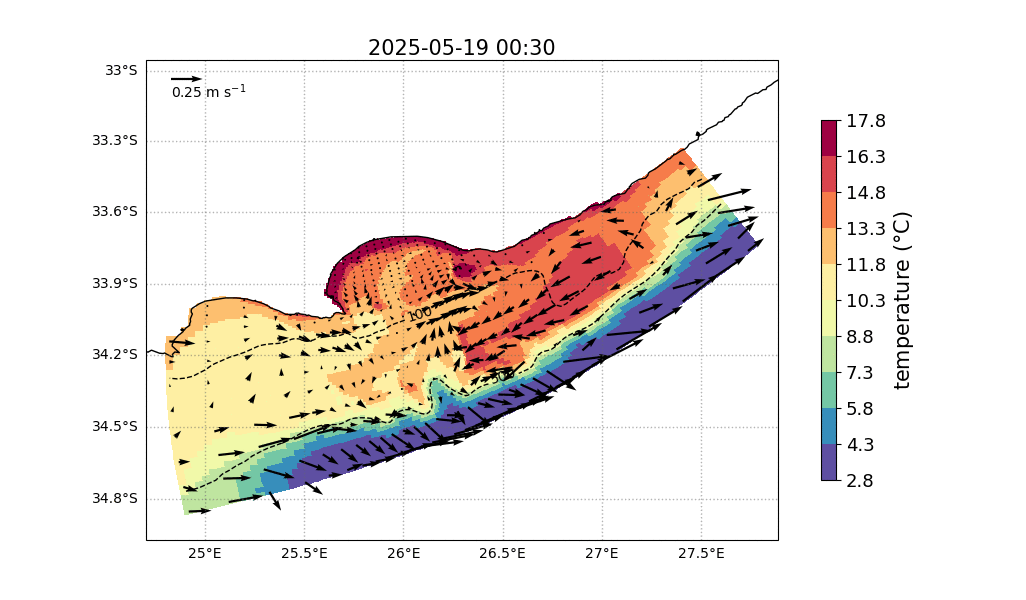 2025-05-19 00:30
0.25 m s⁻¹
33°S
33.3°S
33.6°S
33.9°S
34.2°S
34.5°S
34.8°S
25°E 25.5°E 26°E 26.5°E 27°E 27.5°E
100
500
17.8
16.3
14.8
13.3
11.8
10.3
8.8
7.3
5.8
4.3
2.8
temperature (°C)